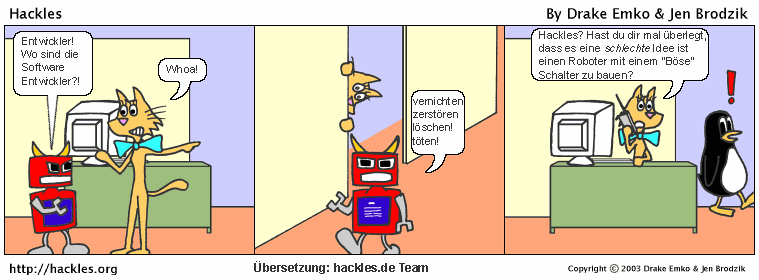 Hackles
By Drake Emko & Jen Brodzik
Entwickler!
Wo sind die
Software
Entwickler?!
Whoa!
vernichten
zerstören
löschen!
töten!
Hackles? Hast du dir mal überlegt,
dass es eine schlechte Idee ist
einen Roboter mit einem "Böse"
Schalter zu bauen?
!
http://hackles.org
Übersetzung: hackles.de Team
Copyright © 2003 Drake Emko & Jen Brodzik